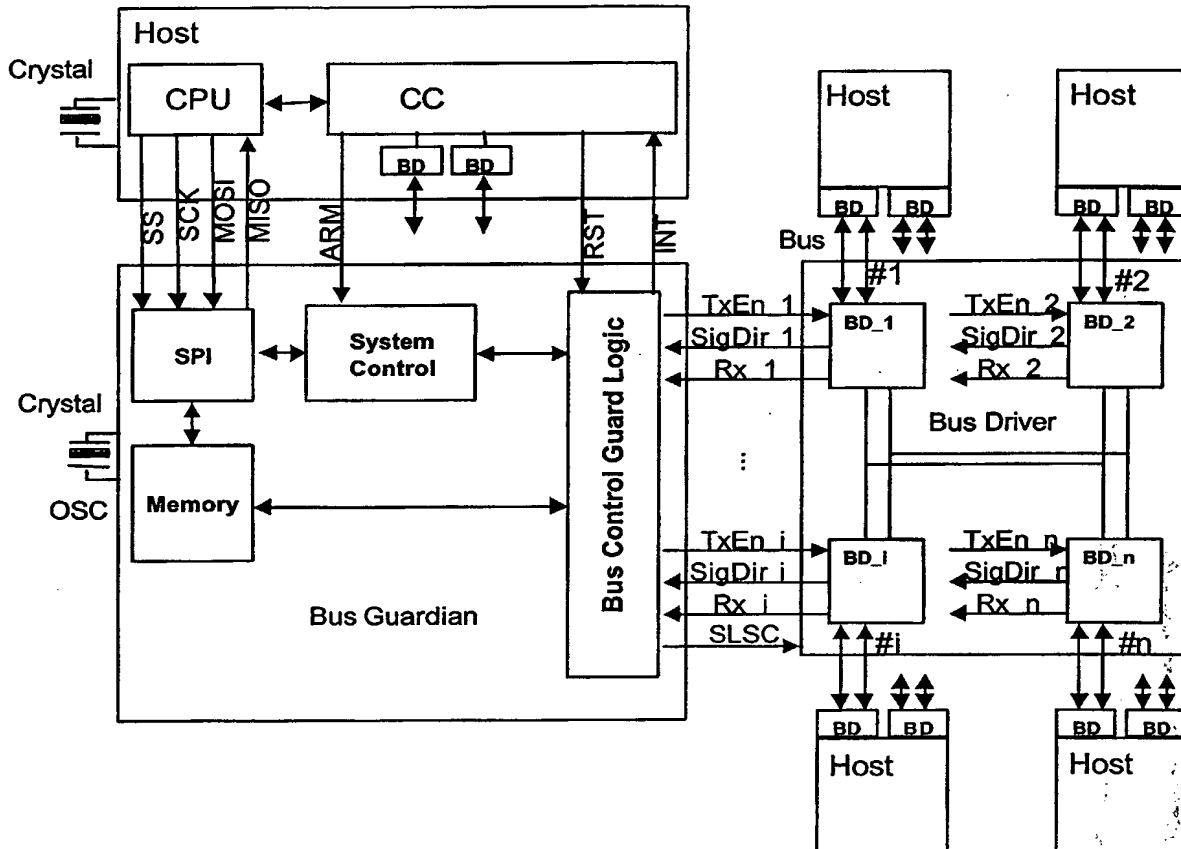 Host
Crystal
CPU
CC
BD
BD
SS
SCK
MOSI
MISO
ARM
RST
INT
Host
Host
BD
BD
BD
BD
Bus
#1
#2
SPI
System
Control
Bus Control Guard Logic
TxEn_1
SigDir_1
Rx_1
BD_1
TxEn_2
SigDir_2
Rx_2
BD_2
Crystal
OSC
Memory
Bus Driver
...
Bus Guardian
TxEn_i
SigDir_i
Rx_i
SLSC
BD_i
TxEn_n
SigDir_n
Rx_n
BD_n
#i
#n
BD
BD
BD
BD
Host
Host